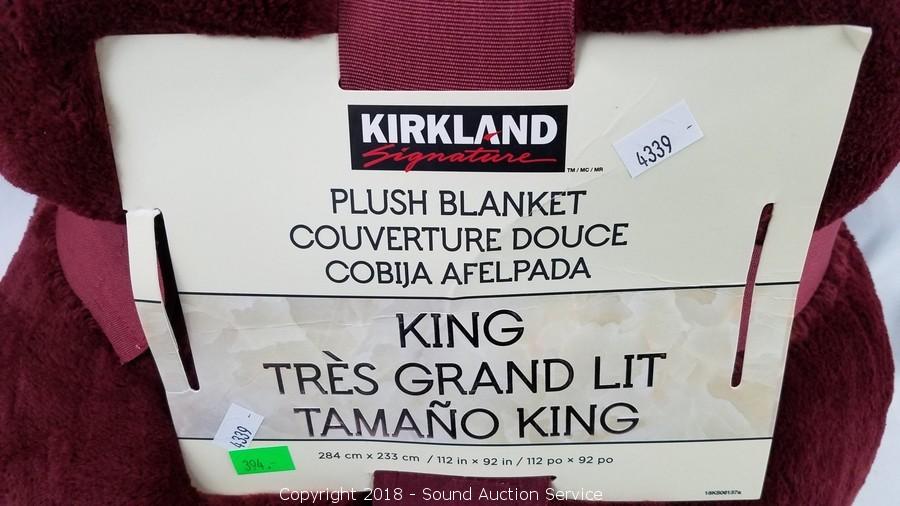 KIRKLAND
Signature
TM / MC / MR
4339 -
PLUSH BLANKET
COUVERTURE DOUCE
COBIJA AFELPADA
KING
TRÈS GRAND LIT
TAMAÑO KING
4339 -
394.-
284 cm x 233 cm / 112 in × 92 in / 112 po × 92 po
Copyright 2018 - Sound Auction Service